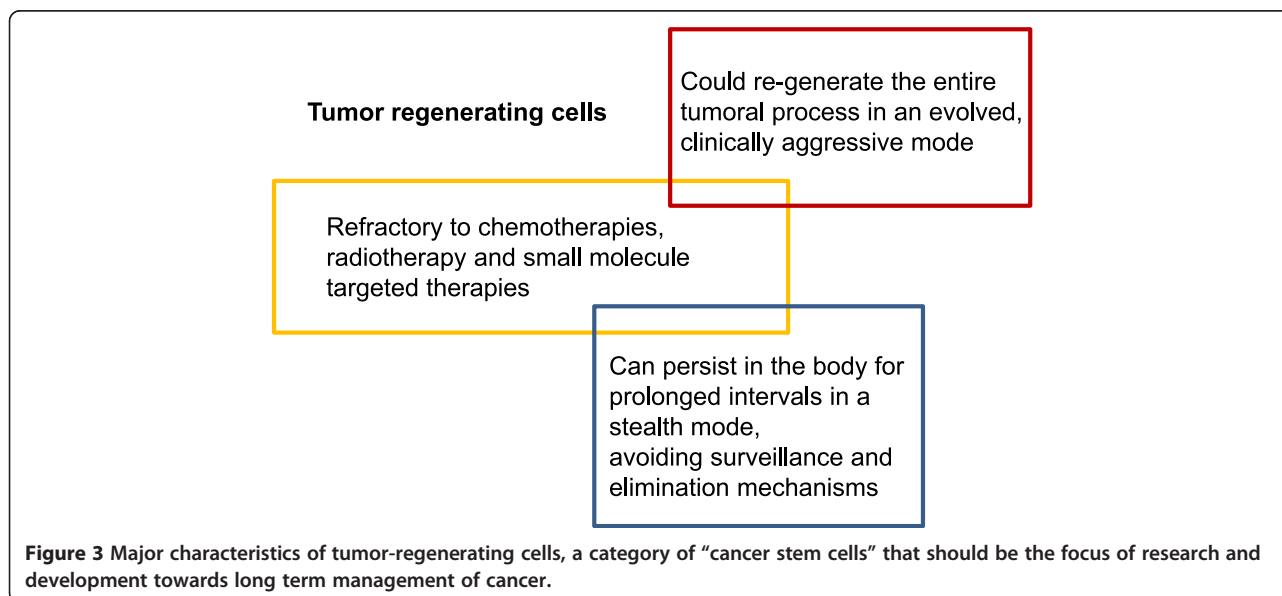 Tumor regenerating cells
Could re-generate the entire
tumoral process in an evolved,
clinically aggressive mode
Refractory to chemotherapies,
radiotherapy and small molecule
targeted therapies
Can persist in the body for
prolonged intervals in a
stealth mode,
avoiding surveillance and
elimination mechanisms
Figure 3 Major characteristics of tumor-regenerating cells, a category of “cancer stem cells” that should be the focus of research and
development towards long term management of cancer.